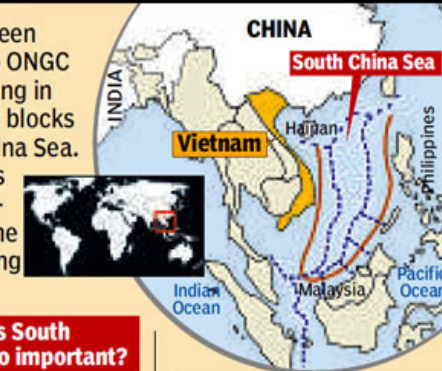 een
ONGC
ng in
blocks
na Sea.
s
ne
ng
CHINA
South China Sea
INDIA
Hainan
Vietnam
Philippines
Indian
Ocean
Malaysia
Pacific
Ocean
s South
o important?